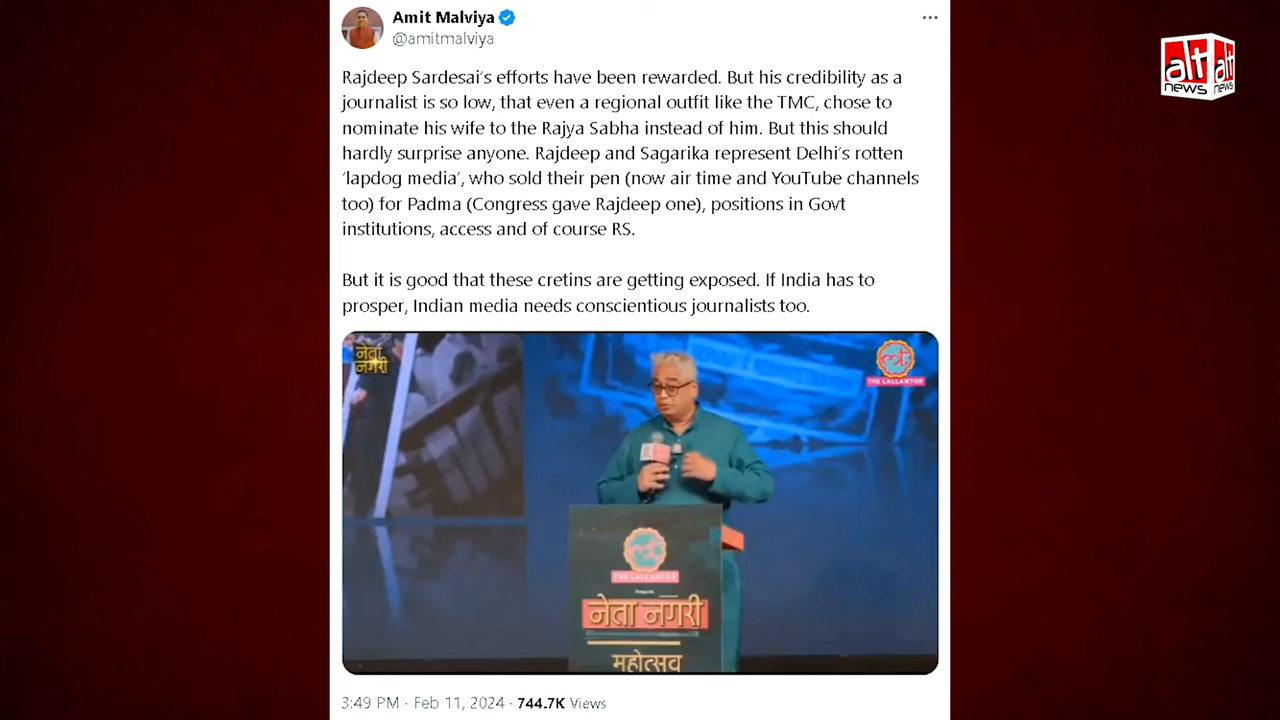 Amit Malviya
@amitmalviya
alt alt
news news
Rajdeep Sardesai's efforts have been rewarded. But his credibility as a
journalist is so low, that even a regional outfit like the TMC, chose to
nominate his wife to the Rajya Sabha instead of him. But this should
hardly surprise anyone. Rajdeep and Sagarika represent Delhi's rotten
'lapdog media', who sold their pen (now air time and YouTube channels
too) for Padma (Congress gave Rajdeep one), positions in Govt
institutions, access and of course RS.
But it is good that these cretins are getting exposed. If India has to
prosper, Indian media needs conscientious journalists too.
नेता
नगरी
THE LALLANTOP
THE LALLANTOP
Presents
नेता नगरी
महोत्सव
3:49 PM · Feb 11, 2024 · 744.7K Views